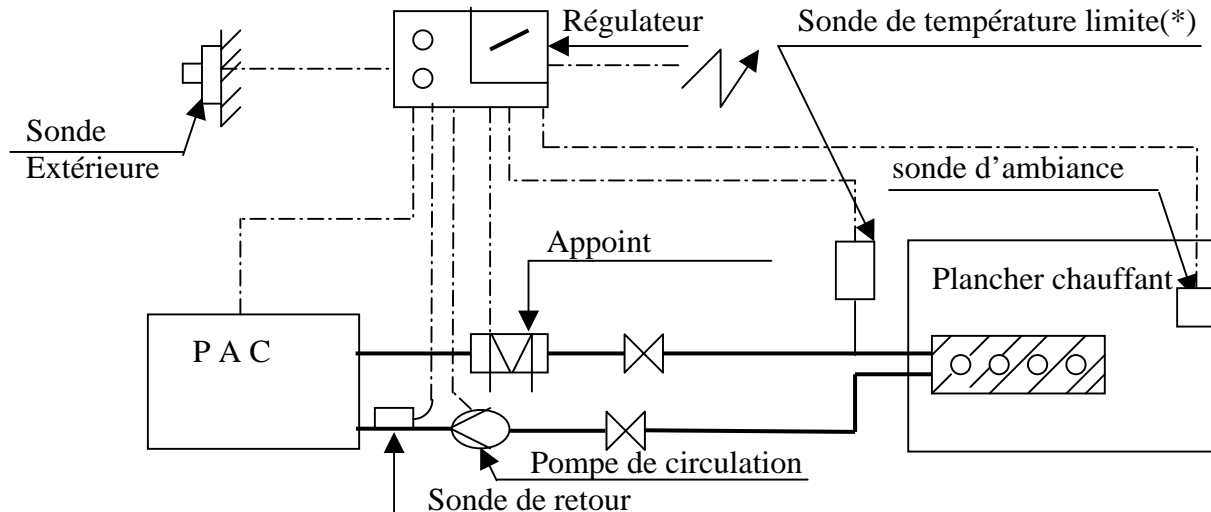 Régulateur
Sonde de température limite(*)
Sonde
Extérieure
sonde d’ambiance
Appoint
Plancher chauffant
P A C
Pompe de circulation
Sonde de retour